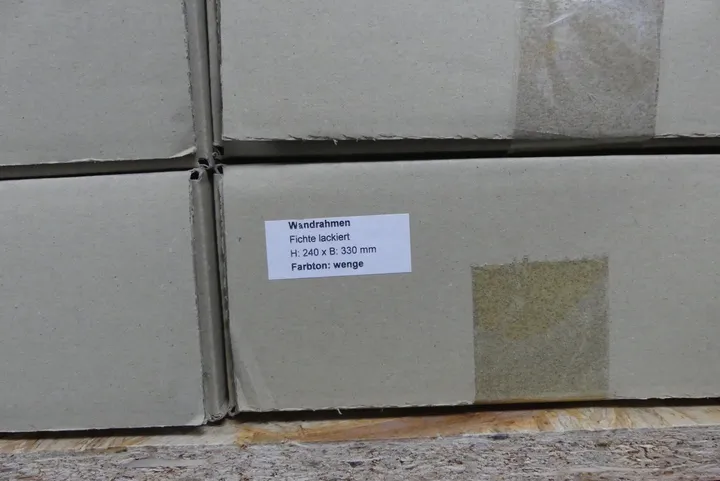 Wandrahmen
Fichte lackiert
H: 240 x B: 330 mm
Farbton: wenge